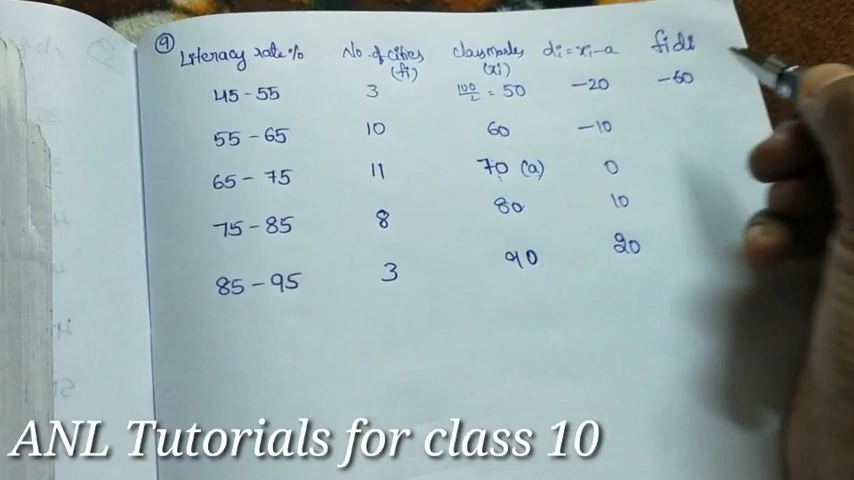 9 Literacy rate % No. of cities (fi) classmarks (xi) di = xi - a fidi
45-55 3 100/2 = 50 -20 -60
55-65 10 60 -10
65-75 11 70 (a) 0
75-85 8 80 10
85-95 3 90 20
ANL Tutorials for class 10